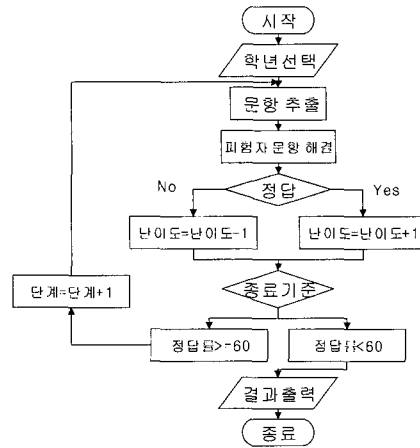 시작
학년선택
문항 추출
피험자 문항 해결
No
정답
Yes
난이도=난이도-1
난이도=난이도+1
단계=단계+1
종료기준
정답률>=60
정답률<60
결과출력
종료